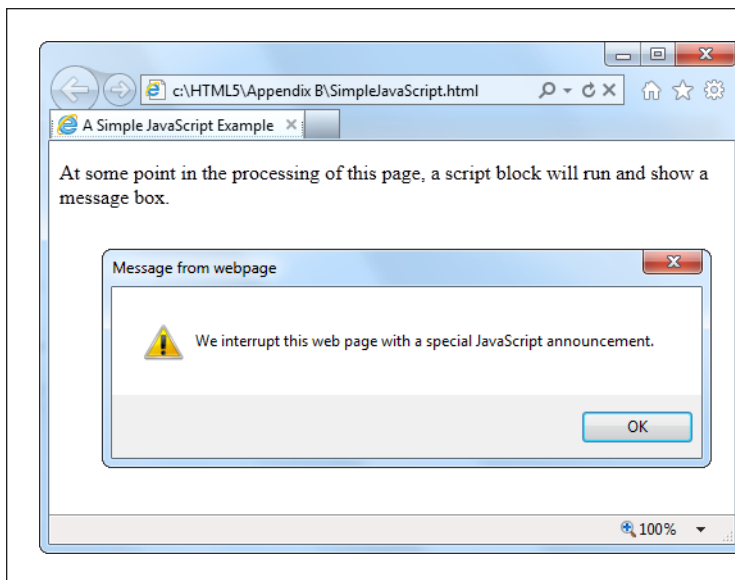 c:\HTML5\Appendix B\SimpleJavaScript.html
A Simple JavaScript Example
At some point in the processing of this page, a script block will run and show a
message box.
Message from webpage
We interrupt this web page with a special JavaScript announcement.
OK
100%